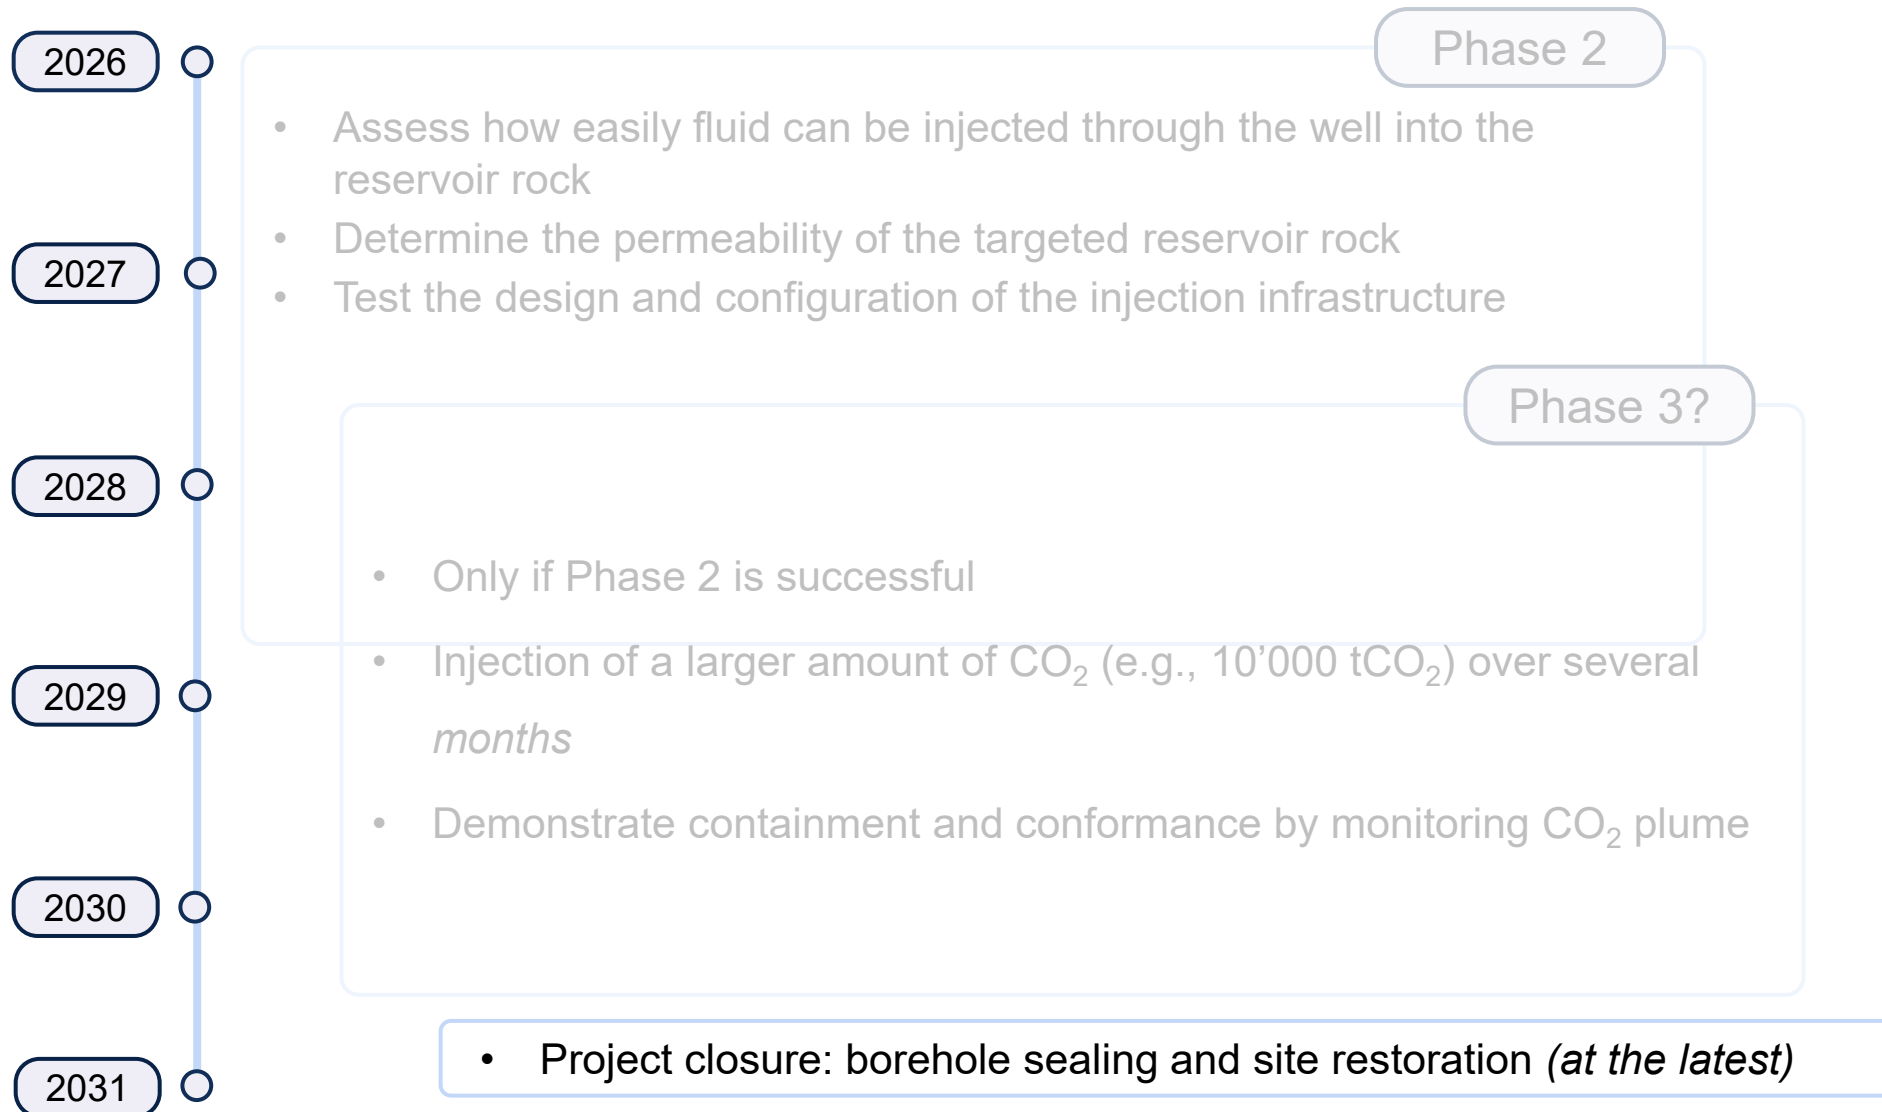 2026
Phase 2
• Assess how easily fluid can be injected through the well into the
reservoir rock
• Determine the permeability of the targeted reservoir rock
2027
• Test the design and configuration of the injection infrastructure
Phase 3?
2028
• Only if Phase 2 is successful
• Injection of a larger amount of CO₂ (e.g., 10’000 tCO₂) over several
2029
months
• Demonstrate containment and conformance by monitoring CO₂ plume
2030
• Project closure: borehole sealing and site restoration (at the latest)
2031